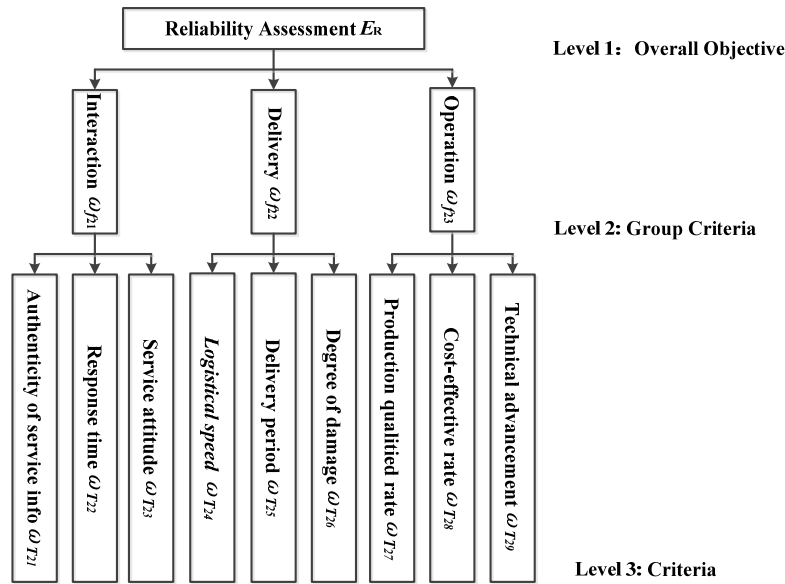 Reliability Assessment ER
Level 1: Overall Objective
Interaction ωf21
Delivery ωf22
Operation ωf23
Level 2: Group Criteria
Authenticity of service info ωT21
Response time ωT22
Service attitude ωT23
Logistical speed ωT24
Delivery period ωT25
Degree of damage ωT26
Production qualitied rate ωT27
Cost-effective rate ωT28
Technical advancement ωT29
Level 3: Criteria